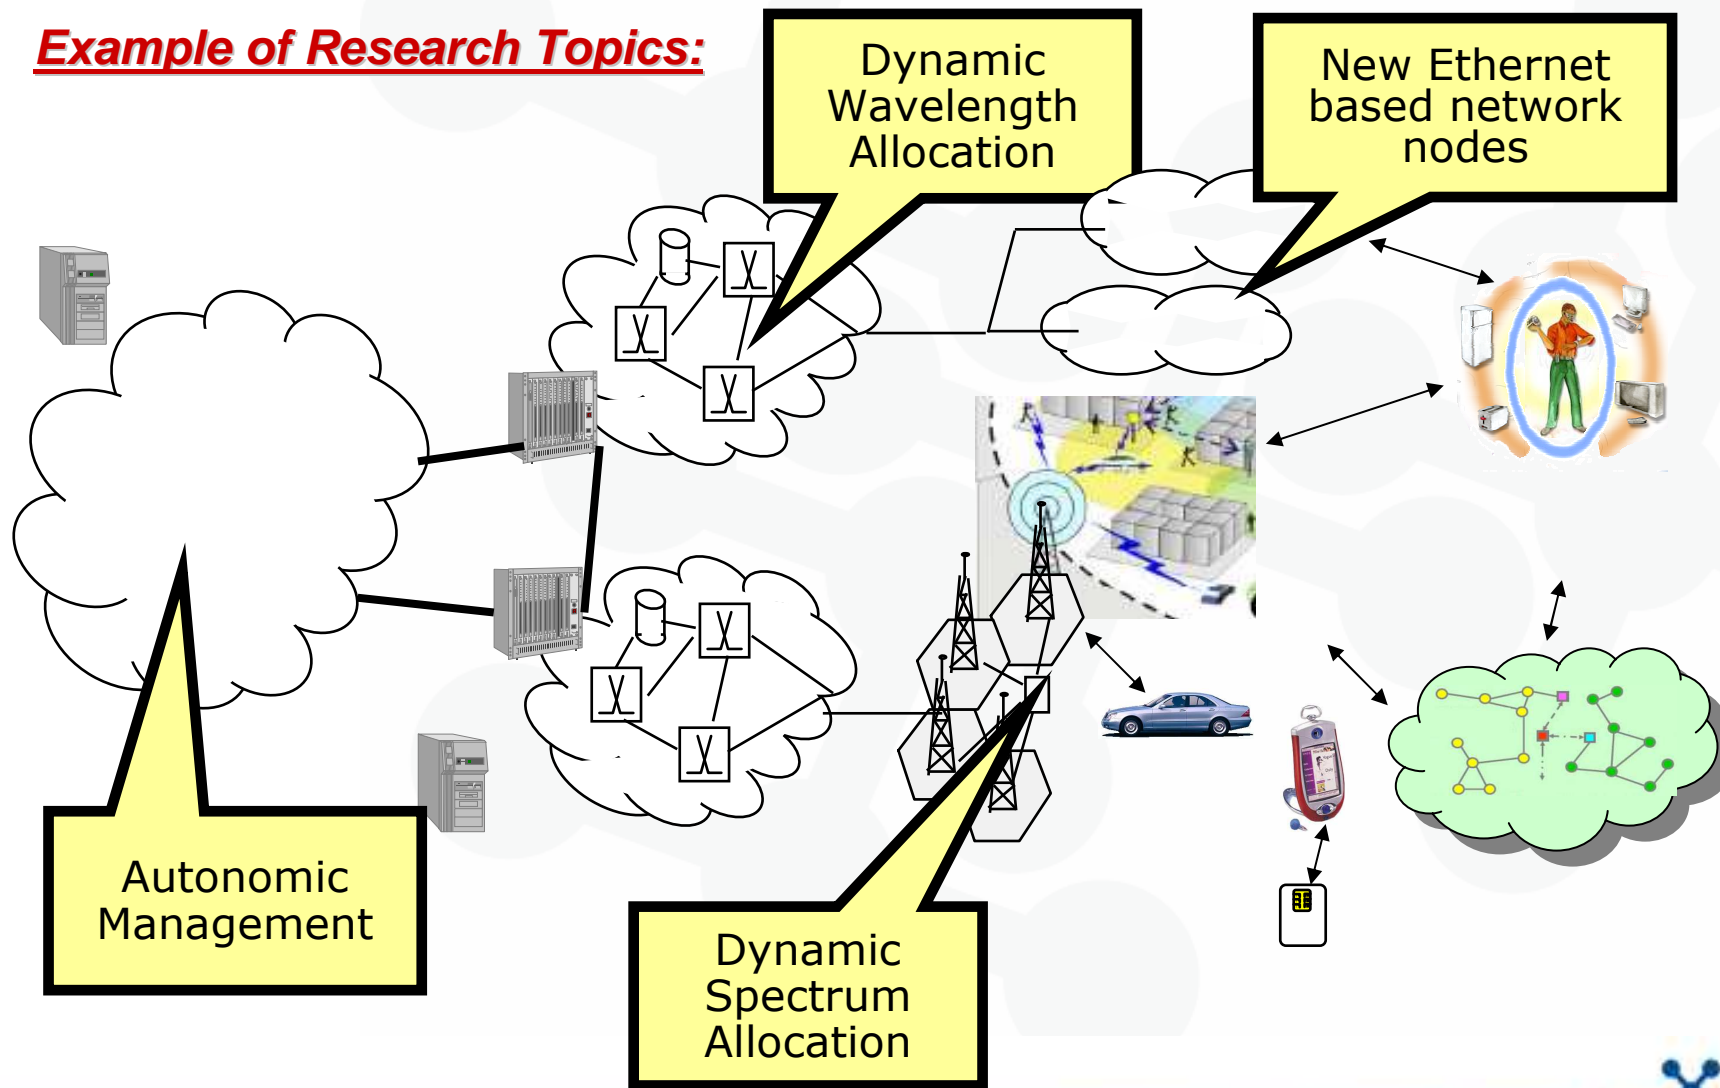 Example of Research Topics:
Dynamic
Wavelength
Allocation
New Ethernet
based network
nodes
Autonomic
Management
Dynamic
Spectrum
Allocation